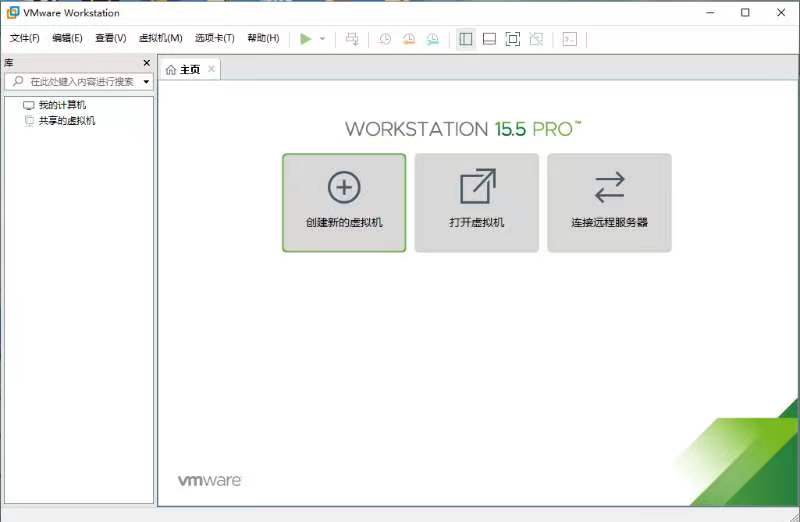 VMware Workstation
文件(F) 编辑(E) 查看(V) 虚拟机(M) 选项卡(T) 帮助(H)
库
在此处键入内容进行搜索
我的计算机
共享的虚拟机
主页
WORKSTATION 15.5 PRO™
创建新的虚拟机
打开虚拟机
连接远程服务器
vmware